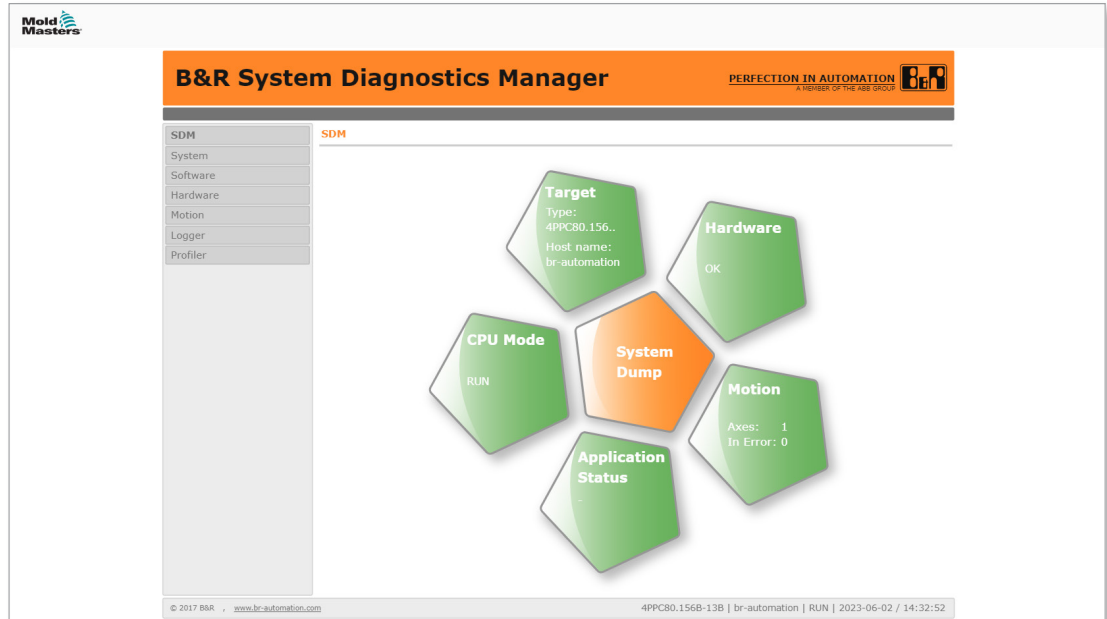 Mold
Masters
B&R System Diagnostics Manager
PERFECTION IN AUTOMATION
A MEMBER OF THE ABB GROUP
B&R
SDM
System
Software
Hardware
Motion
Logger
Profiler
SDM
Target
Type:
4PPC80.156..
Host name:
br-automation
Hardware
OK
CPU Mode
RUN
System
Dump
Motion
Axes: 1
In Error: 0
Application
Status
-
© 2017 B&R , www.br-automation.com
4PPC80.156B-13B | br-automation | RUN | 2023-06-02 / 14:32:52